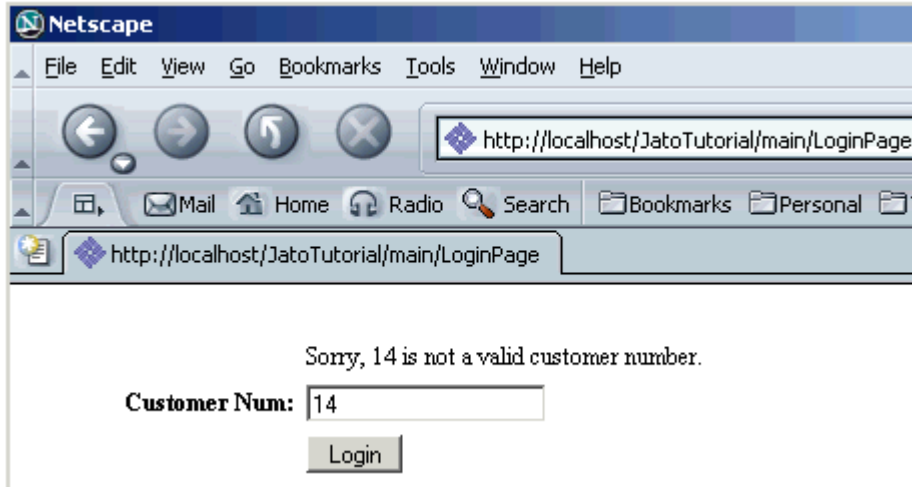 Netscape
File Edit View Go Bookmarks Tools Window Help
http://localhost/JatoTutorial/main/LoginPage
Mail Home Radio Search Bookmarks Personal
http://localhost/JatoTutorial/main/LoginPage
Sorry, 14 is not a valid customer number.
Customer Num: 14
Login